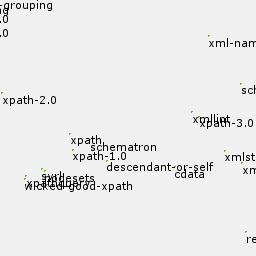 -grouping
.0
.0
xml-nam
xpath-2.0
sch
xmllint
xpath-3.0
xpath
schematron
xpath-1.0
xmlst
descendant-or-self
cdata
xm
nodesets
wicked-good-xpath
re